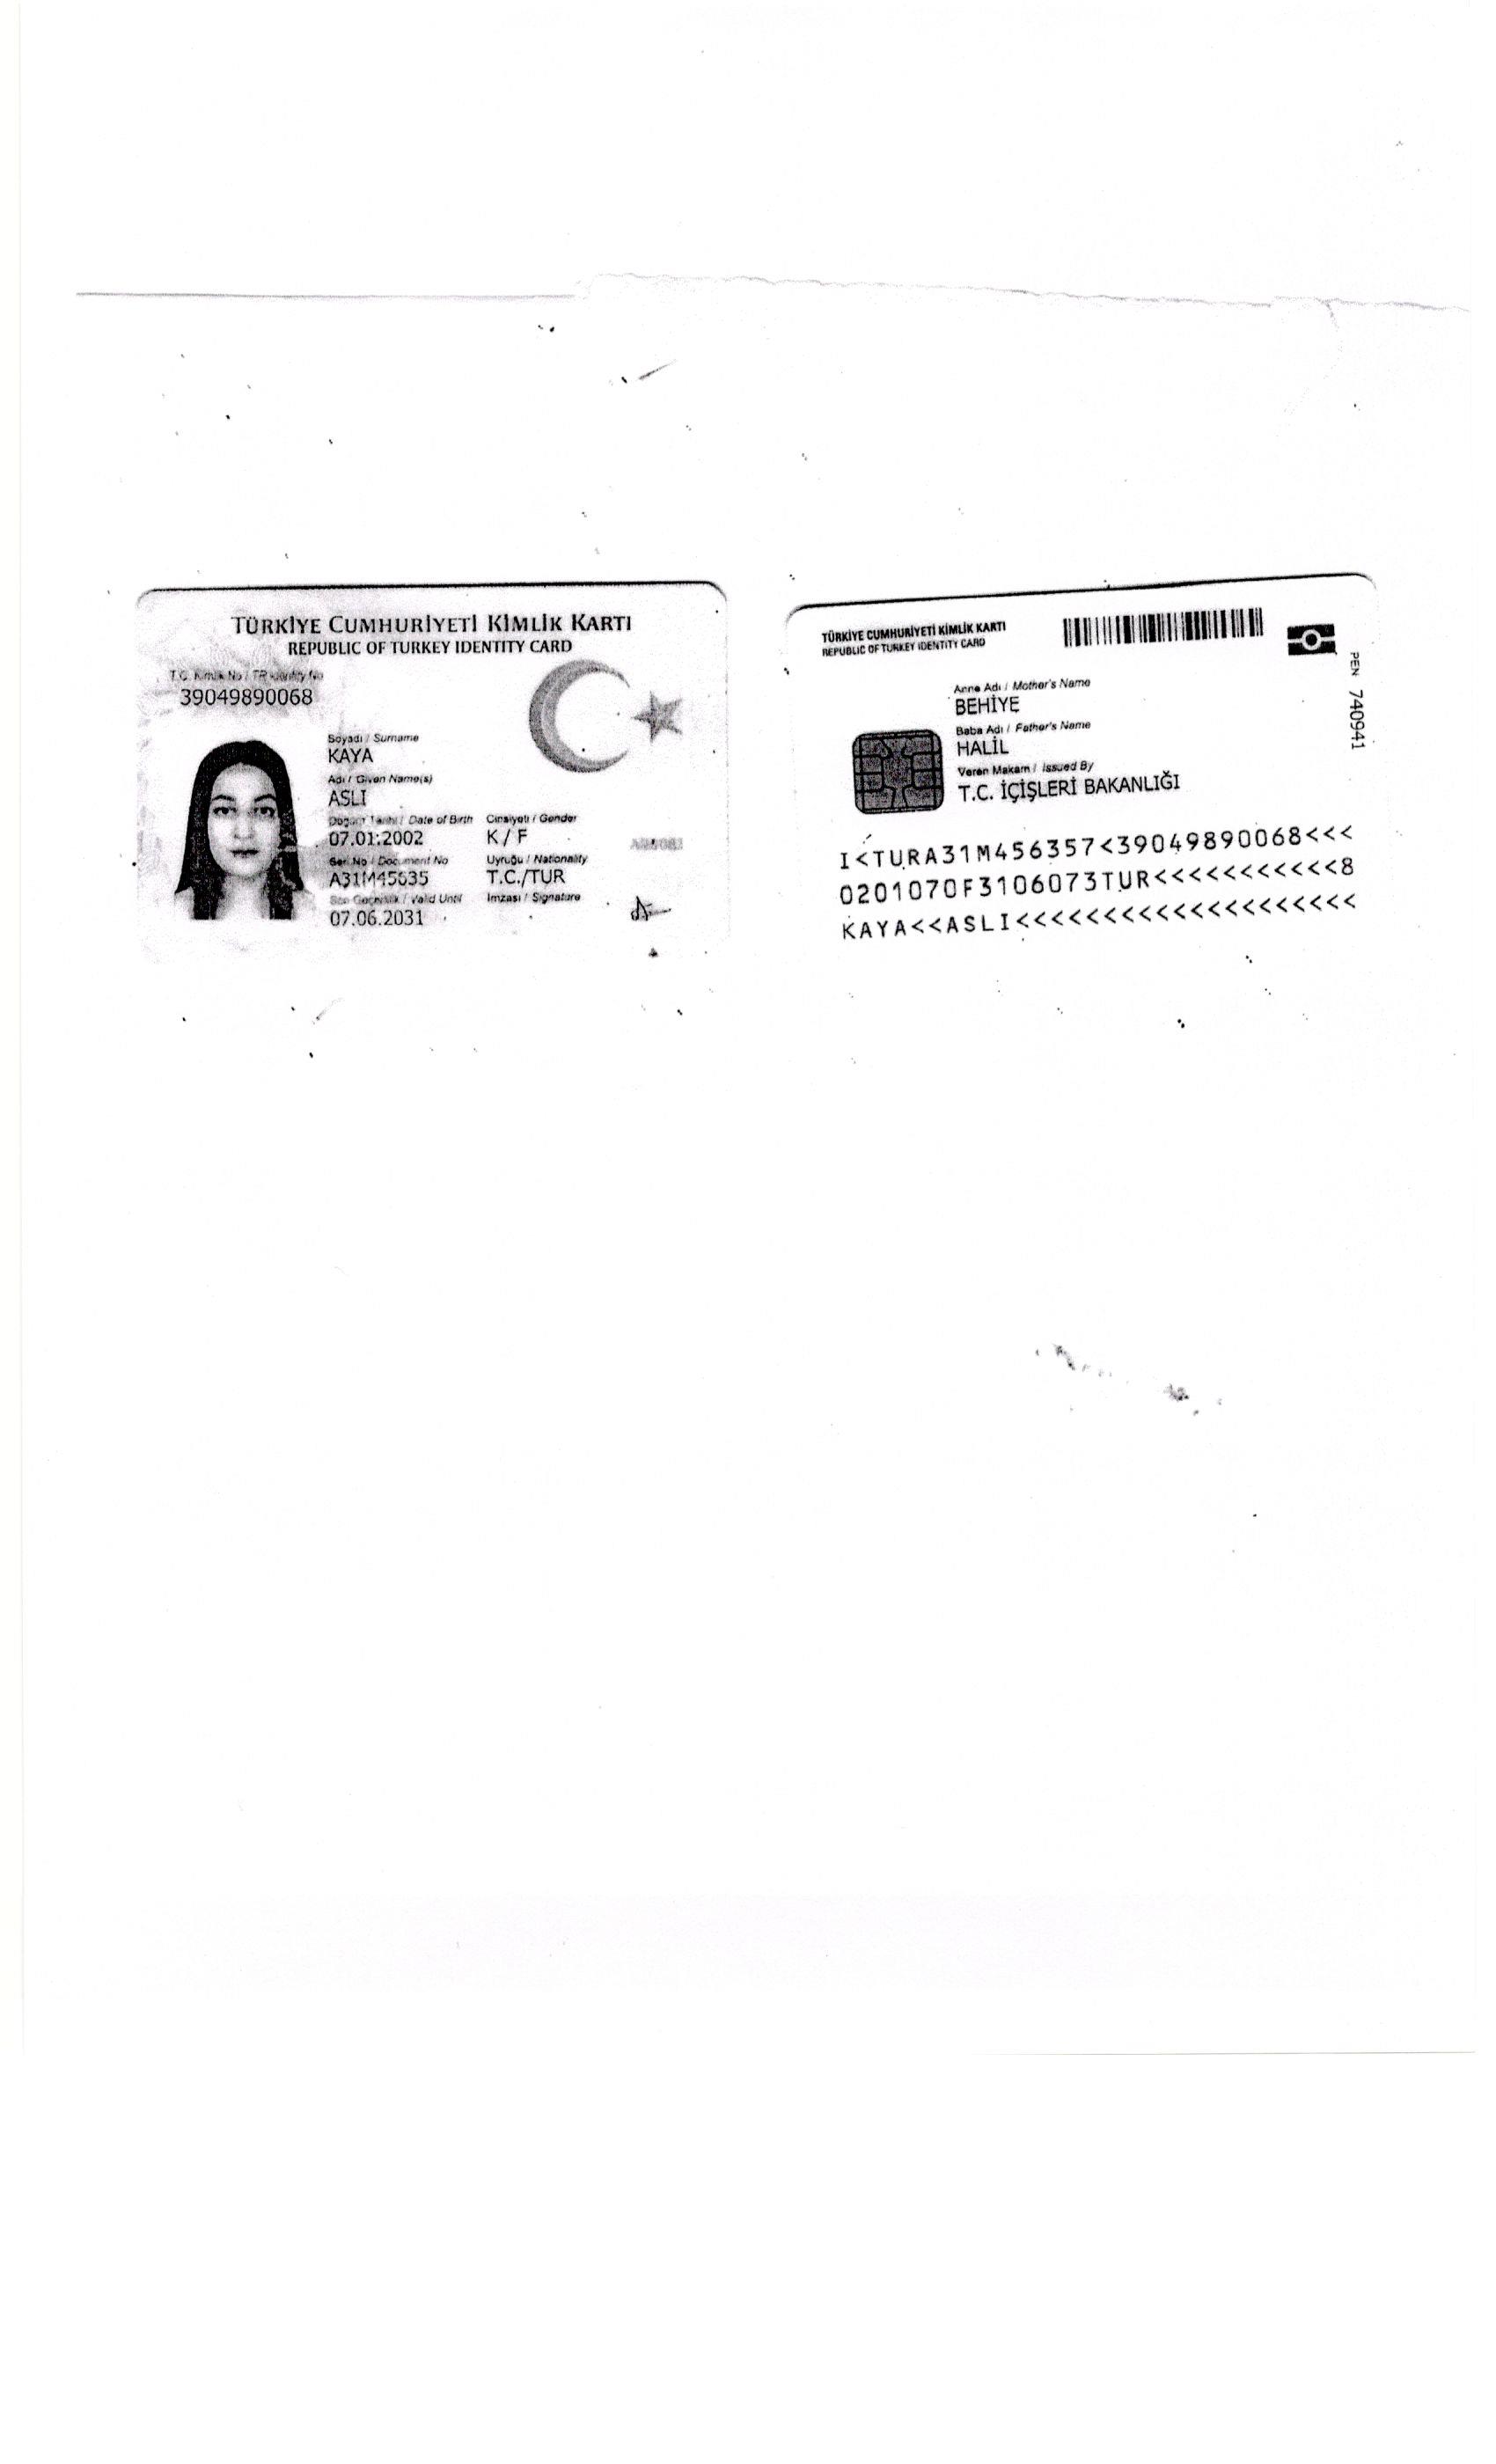 TÜRKİYE CUMHURİYETİ KİMLİK KARTI
REPUBLIC OF TURKEY IDENTITY CARD
T.C. Kimlik No / TR Identity No
39049890068
Soyadı / Surname
KAYA
Adı / Given Name(s)
ASLI
Doğum Tarihi / Date of Birth Cinsiyeti / Gender
07.01.2002 K / F
Seri No / Document No Uyruğu / Nationality
A31M45635 T.C./TUR
Son Geçerlilik / Valid Until İmzası / Signature
07.06.2031
TÜRKİYE CUMHURİYETİ KİMLİK KARTI
REPUBLIC OF TURKEY IDENTITY CARD
Anne Adı / Mother's Name
BEHİYE
Baba Adı / Father's Name
HALİL
Veren Makam / Issued By
T.C. İÇİŞLERİ BAKANLIĞI
PEN 740941
I<TURA31M456357<39049890068<<<
0201070F3106073TUR<<<<<<<<<<<8
KAYA<<ASLI<<<<<<<<<<<<<<<<<<<<